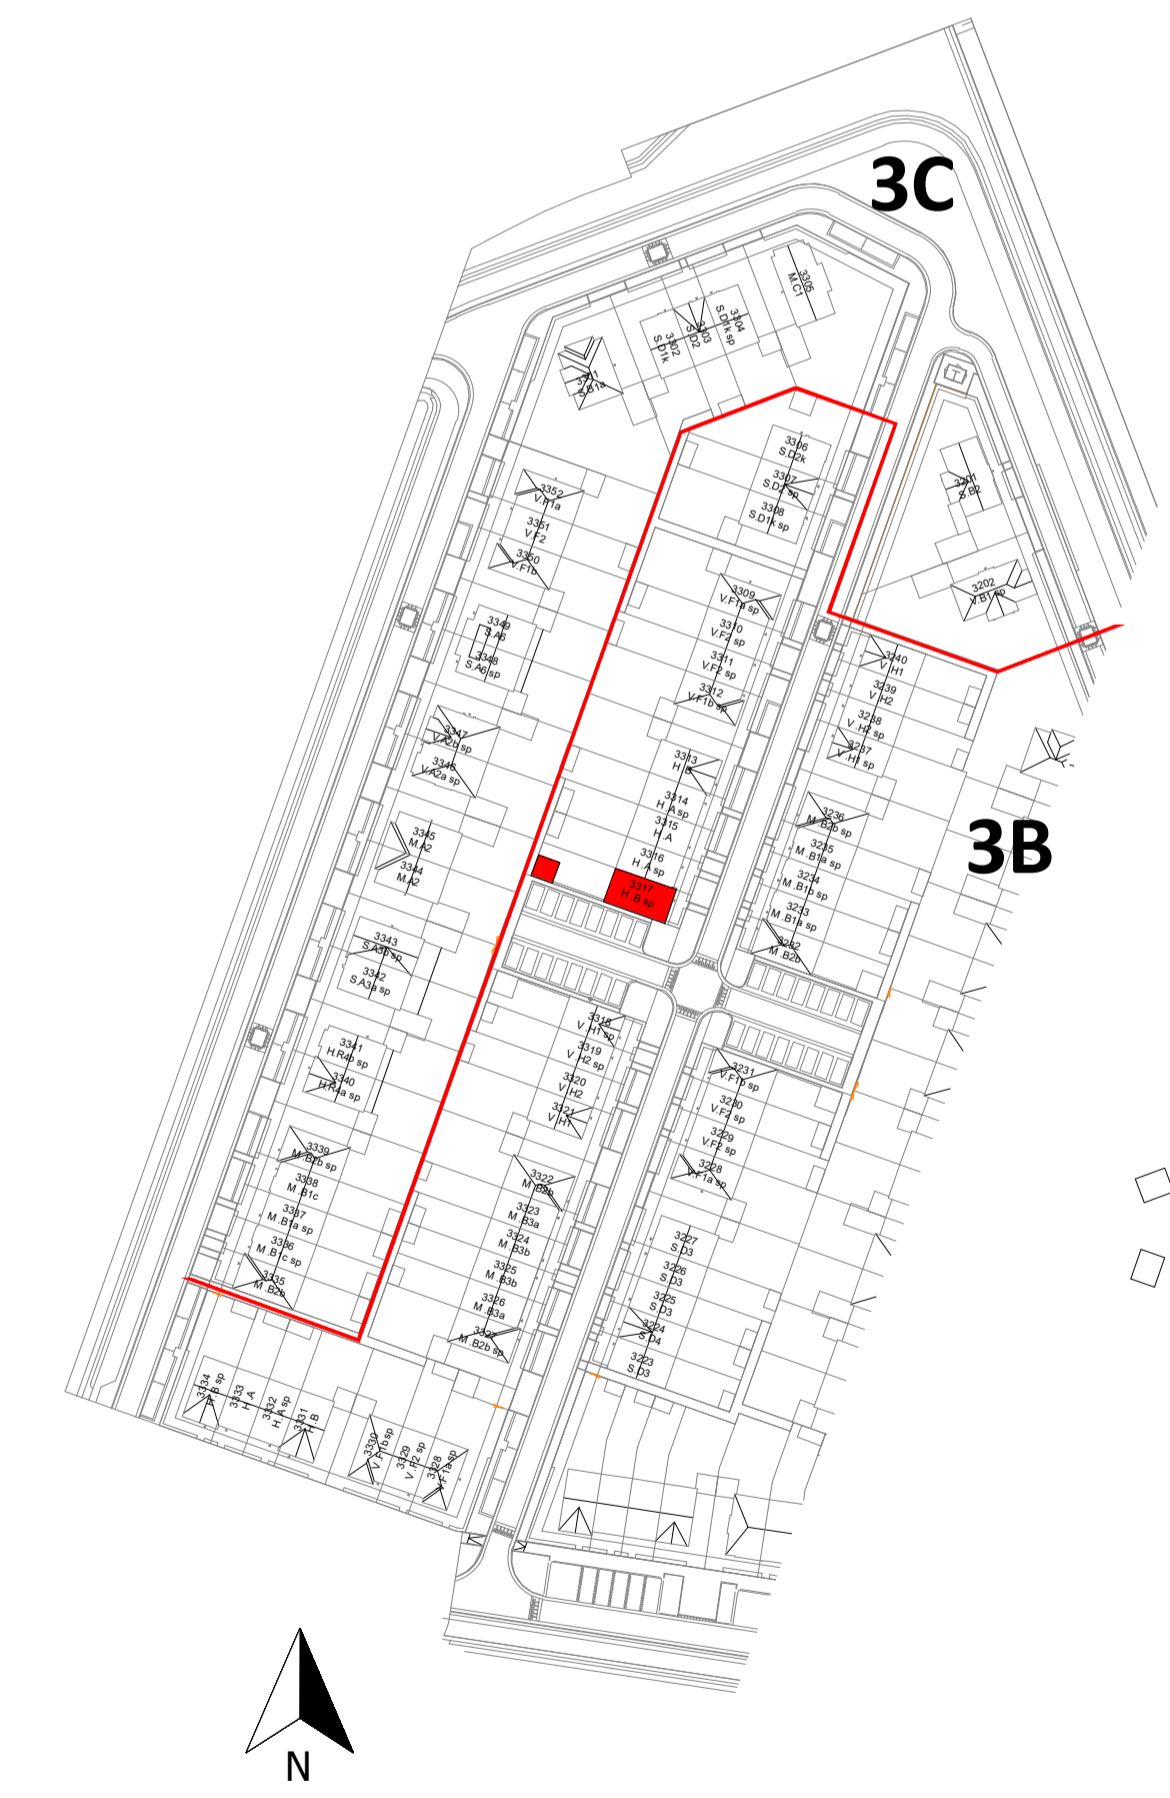 3C
3305
M.C1
3304
S.D1k sp
3303
S.D2
3302
S.D1k
3301
S.B1a
3306
S.D2k
3307
S.D2 sp
3308
S.D1k sp
3201
S.B2
3202
V.B1 sp
3352
V.F1a
3351
V.F2
3350
V.F1b
3349
S.A6
3348
S.A6 sp
3347
V.A2b sp
3346
V.A2a sp
3345
M.A2
3344
M.A2
3343
S.A3b sp
3342
S.A3a sp
3341
H.R4b sp
3340
H.R4a sp
3339
M.B2b sp
3338
M.B1c
3337
M.B1a sp
3336
M.B1c sp
3335
M.B2b
3309
V.F1a sp
3310
V.F2 sp
3311
V.F2 sp
3312
V.F1b sp
3313
H.B
3314
H.A sp
3315
H.A
3316
H.A sp
3317
H.B sp
3240
V.H1
3239
V.H2
3238
V.H2 sp
3237
V.H1 sp
3236
M.B2b sp
3235
M.B1a sp
3234
M.B1b sp
3233
M.B1a sp
3232
M.B2b
3B
3318
V.H1 sp
3319
V.H2 sp
3320
V.H2
3321
V.H1
3322
M.B2b
3323
M.B3a
3324
M.B3b
3325
M.B3b
3326
M.B3a
3327
M.B2b sp
3231
V.F1b sp
3230
V.F2 sp
3229
V.F2 sp
3228
V.F1a sp
3227
S.D3
3226
S.D3
3225
S.D3
3224
S.D4
3223
S.D3
3334
H.B sp
3333
H.A
3332
H.A sp
3331
H.B
3330
V.F1b sp
3329
V.F2 sp
3328
V.F1a sp
N